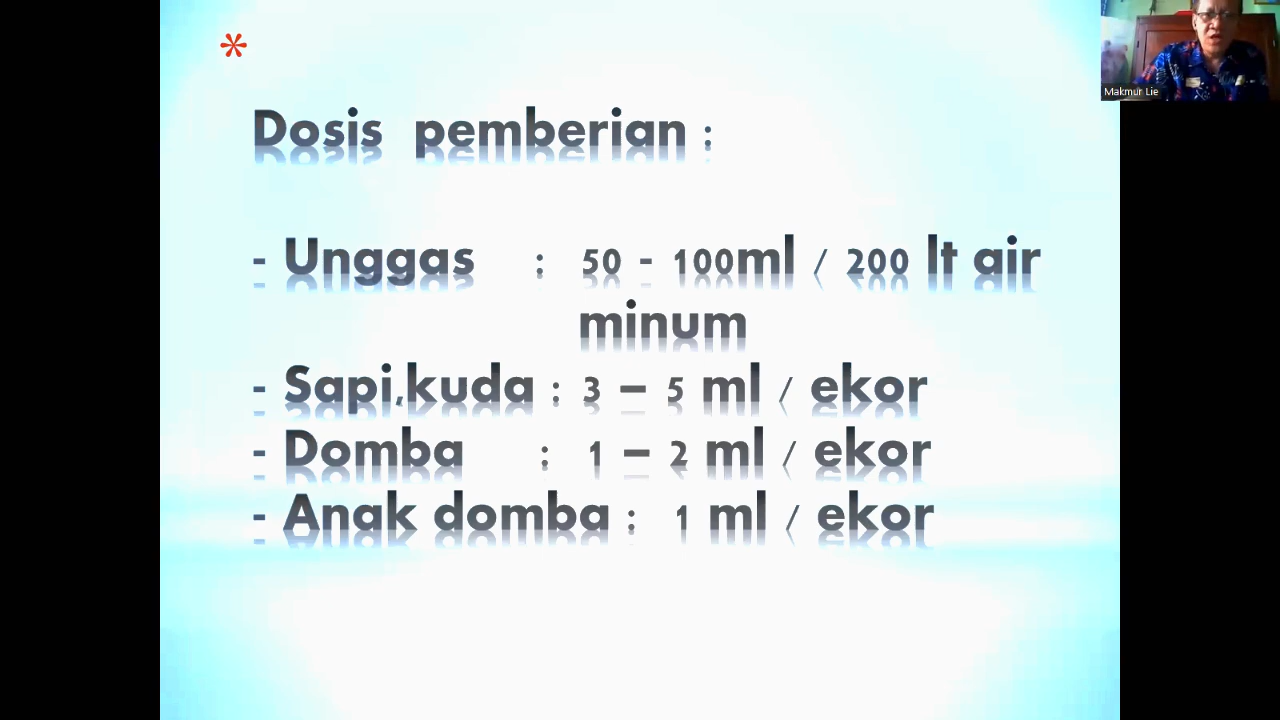 *
Dosis pemberian :
- Unggas : 50 - 100ml / 200 lt air
minum
- Sapi,kuda : 3 – 5 ml / ekor
- Domba : 1 – 2 ml / ekor
- Anak domba : 1 ml / ekor
Makmur Lie